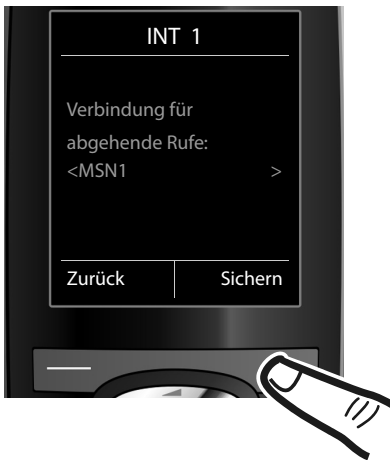 INT 1
Verbindung für
abgehende Rufe:
<MSN1 >
Zurück Sichern